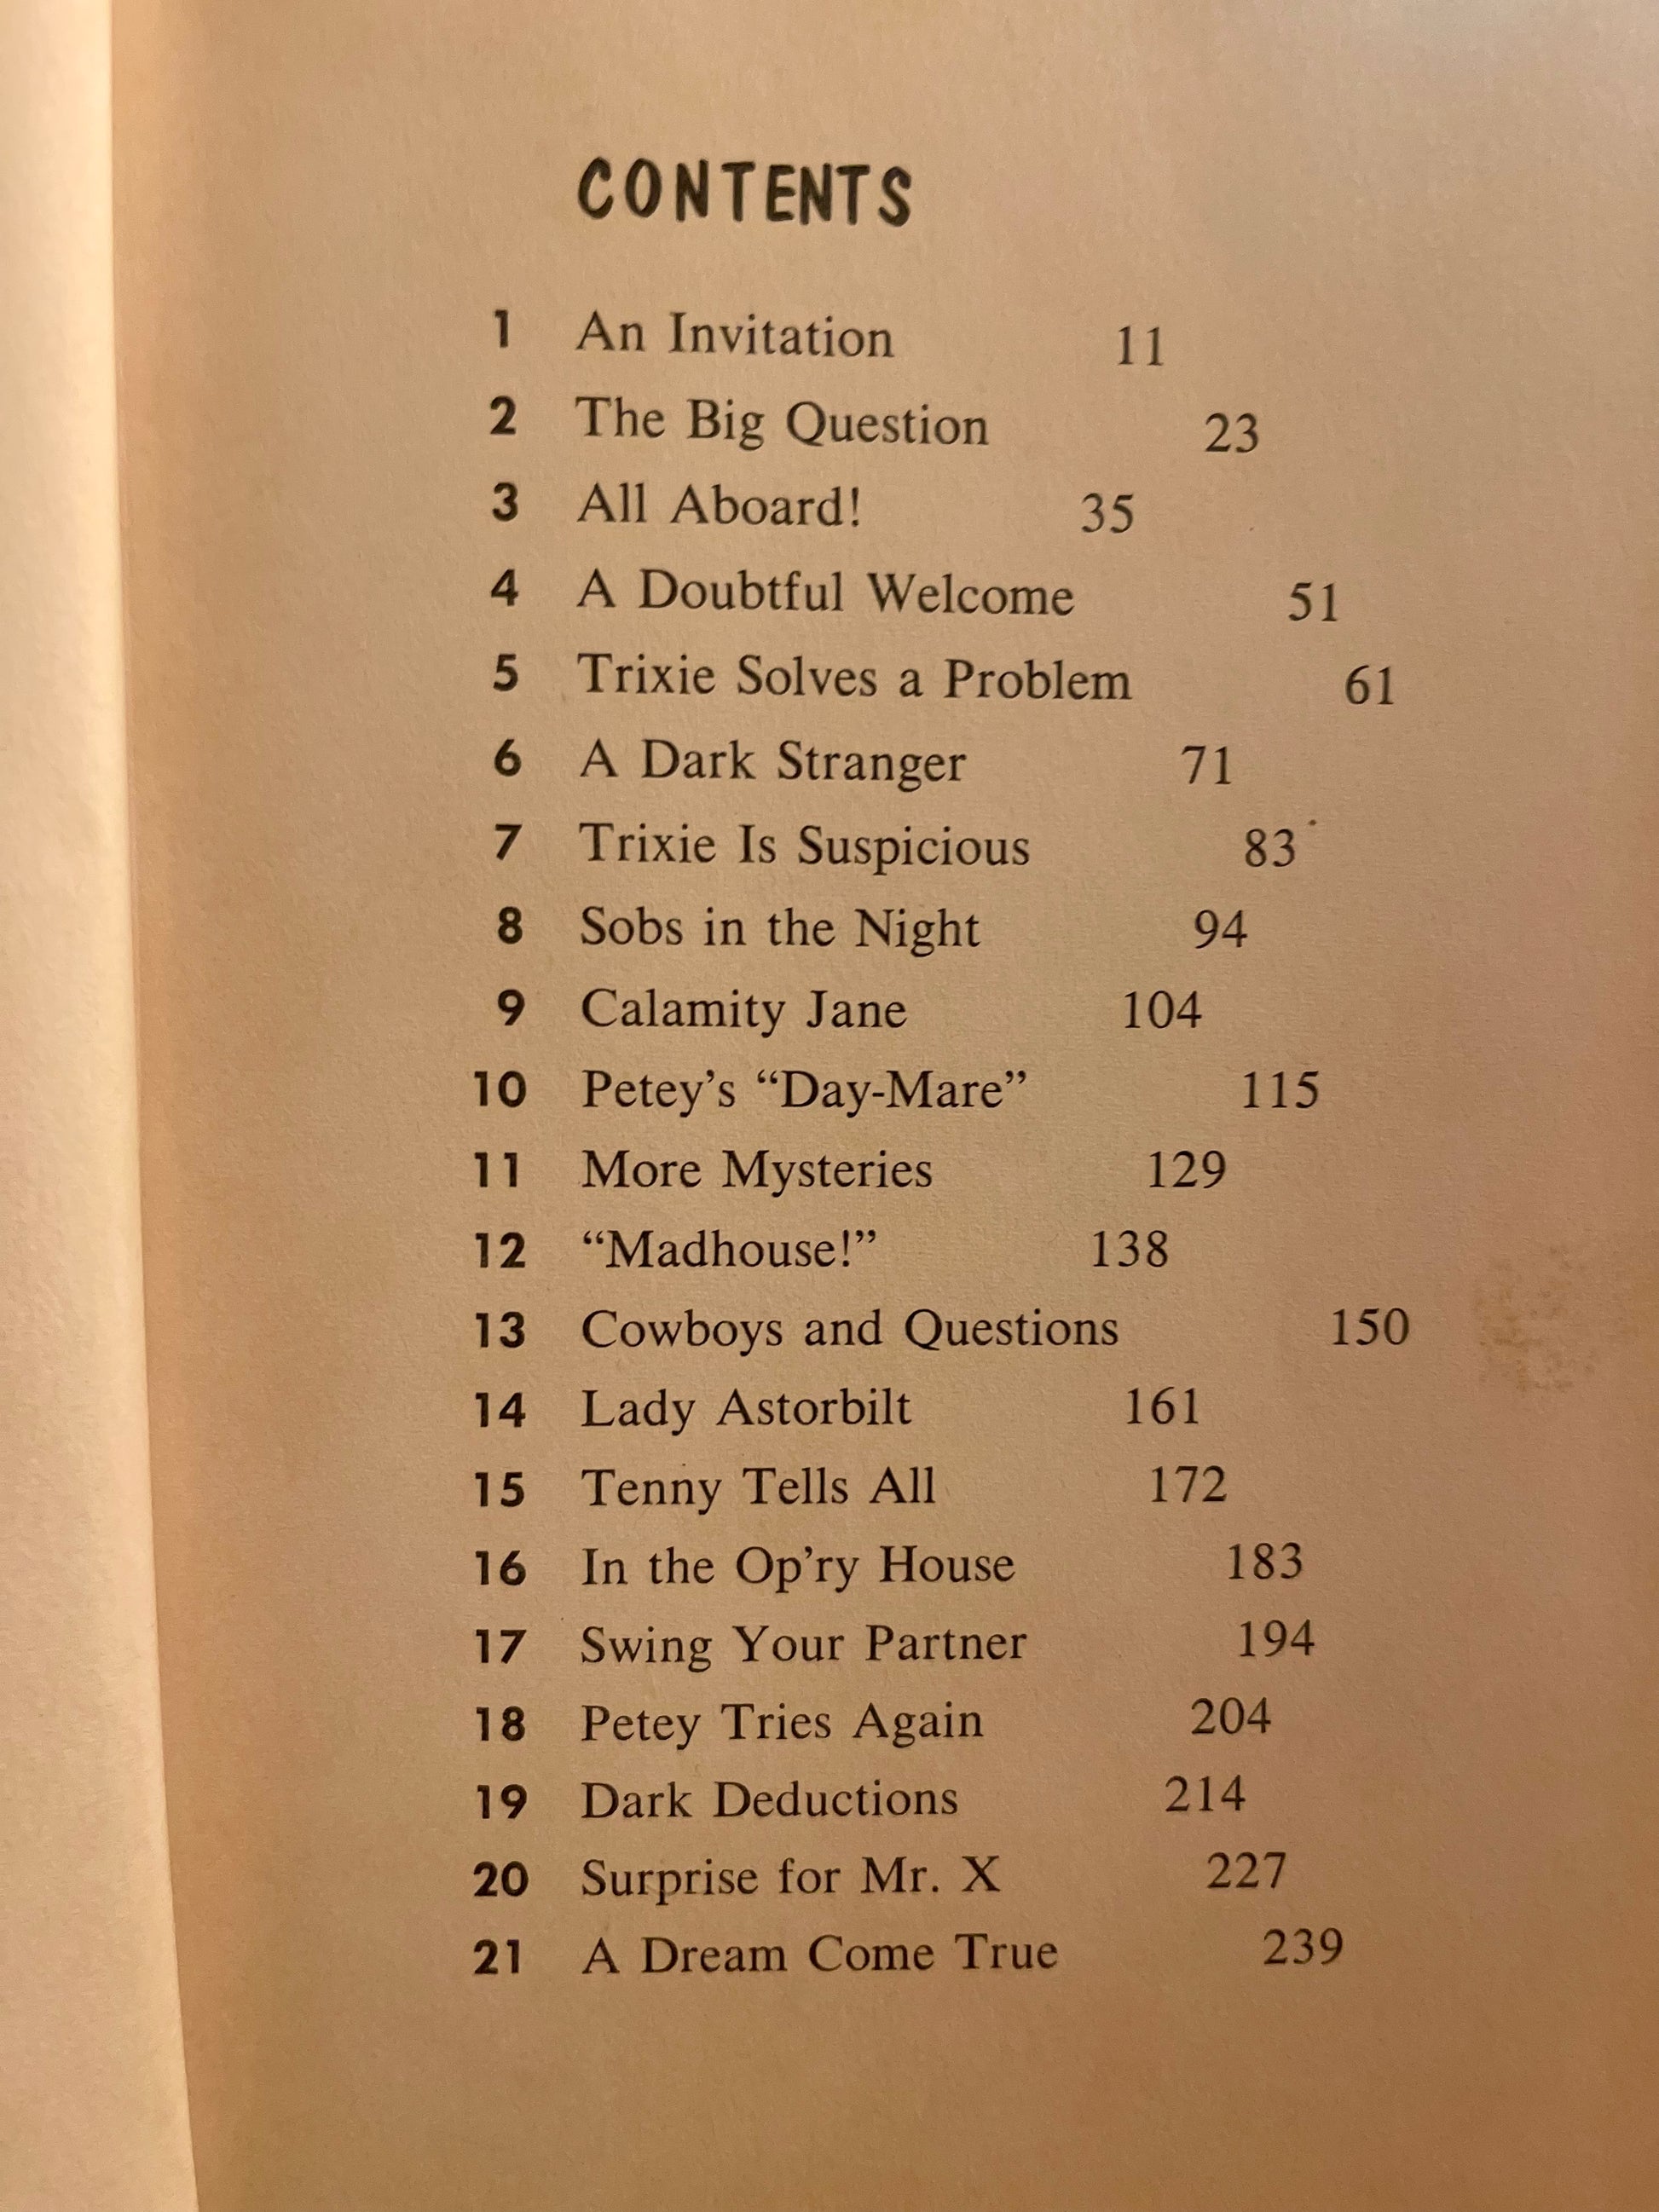 CONTENTS
1 An Invitation 11
2 The Big Question 23
3 All Aboard! 35
4 A Doubtful Welcome 51
5 Trixie Solves a Problem 61
6 A Dark Stranger 71
7 Trixie Is Suspicious 83
8 Sobs in the Night 94
9 Calamity Jane 104
10 Petey’s “Day-Mare” 115
11 More Mysteries 129
12 “Madhouse!” 138
13 Cowboys and Questions 150
14 Lady Astorbilt 161
15 Tenny Tells All 172
16 In the Op’ry House 183
17 Swing Your Partner 194
18 Petey Tries Again 204
19 Dark Deductions 214
20 Surprise for Mr. X 227
21 A Dream Come True 239